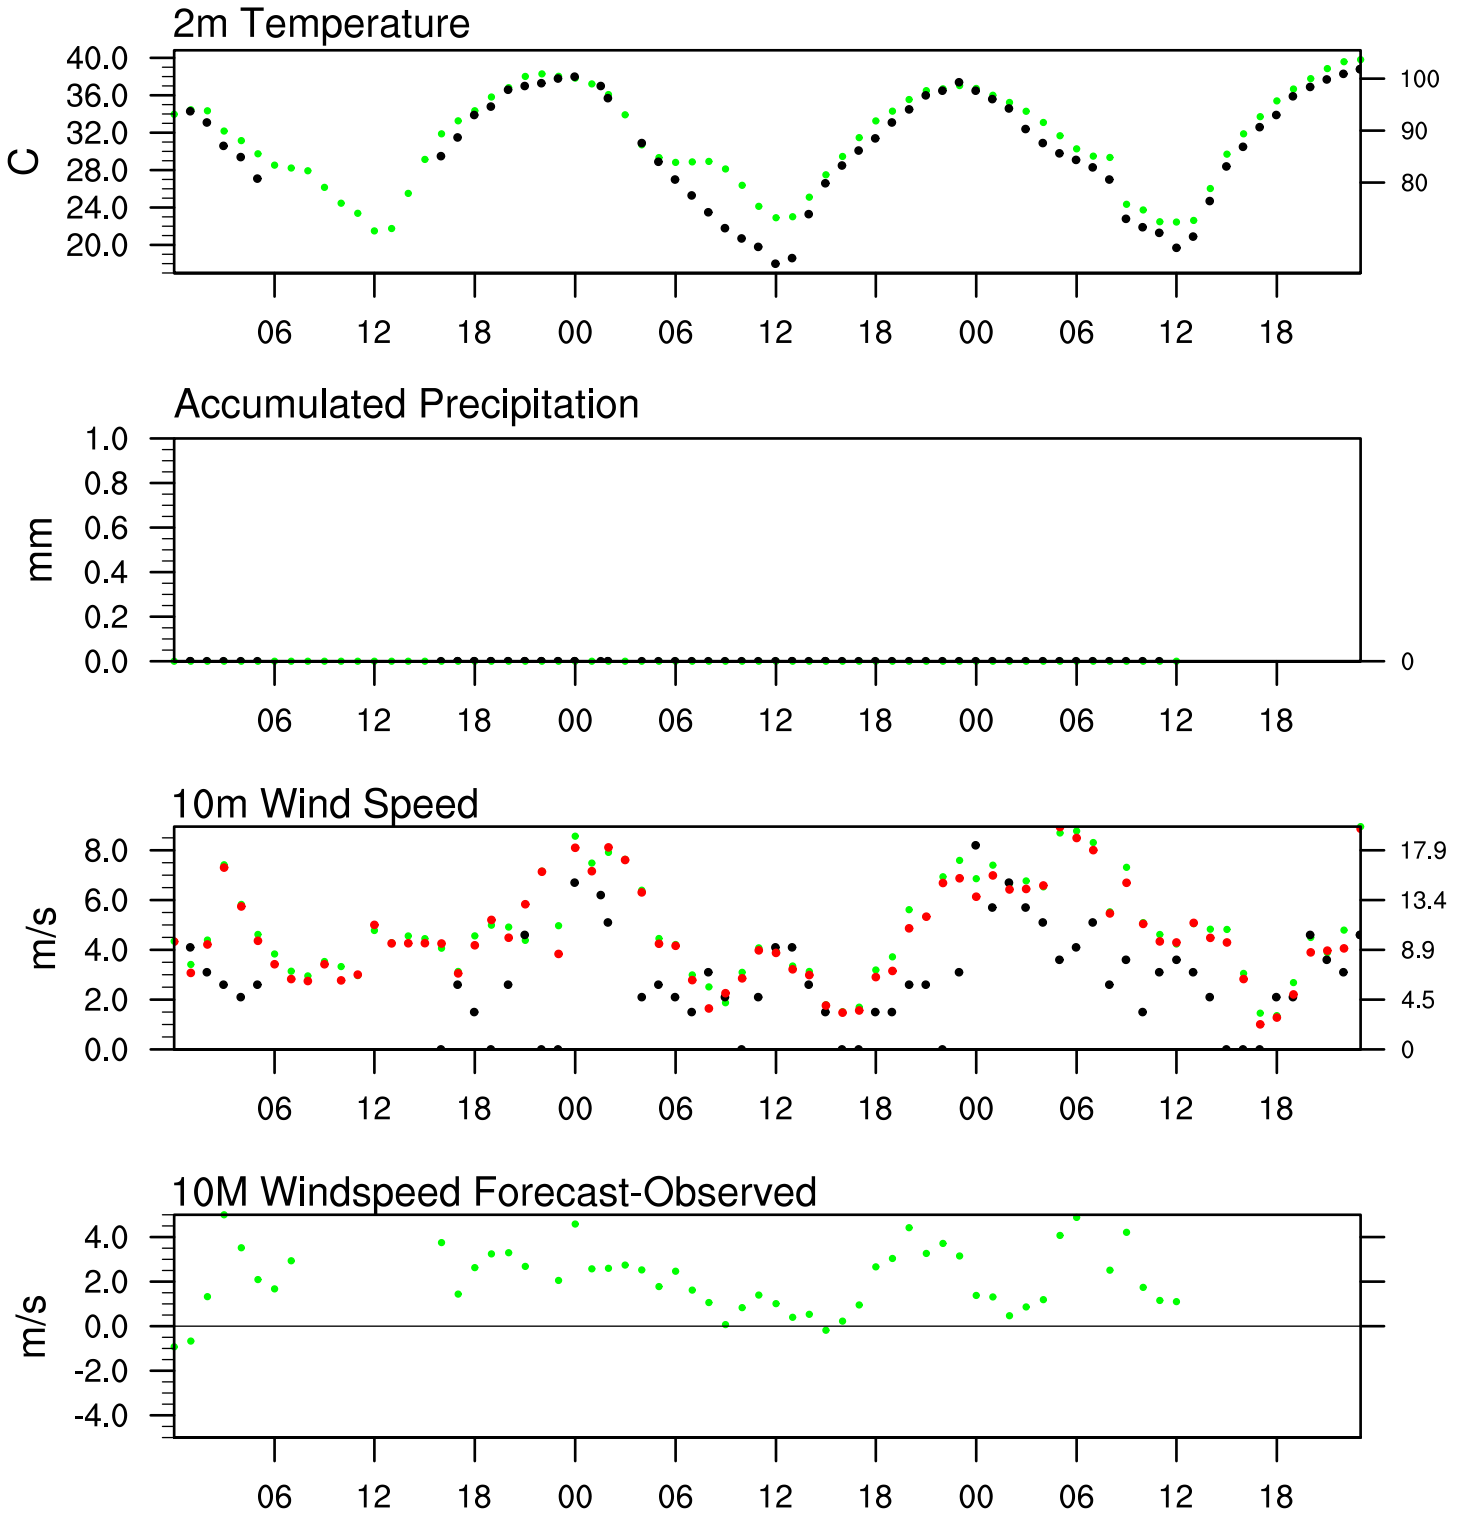 2m Temperature
40.0
36.0
32.0
28.0
24.0
20.0
C
100
90
80
06 12 18 00 06 12 18 00 06 12 18
Accumulated Precipitation
1.0
0.8
0.6
0.4
0.2
0.0
mm
0
06 12 18 00 06 12 18 00 06 12 18
10m Wind Speed
8.0
6.0
4.0
2.0
0.0
m/s
17.9
13.4
8.9
4.5
0
06 12 18 00 06 12 18 00 06 12 18
10M Windspeed Forecast-Observed
4.0
2.0
0.0
-2.0
-4.0
m/s
06 12 18 00 06 12 18 00 06 12 18